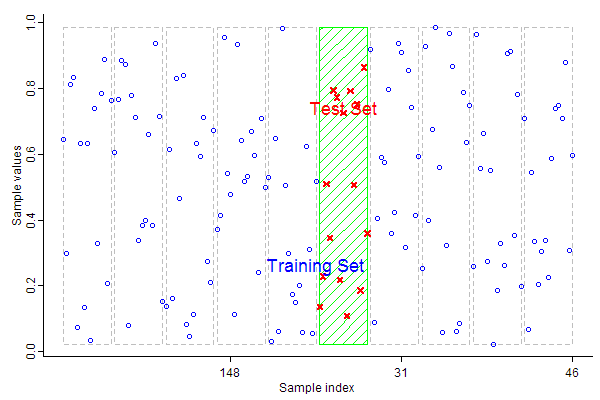 1.0
0.8
Test Set
0.6
Sample values
0.4
Training Set
0.2
0.0
148 31 46
Sample index